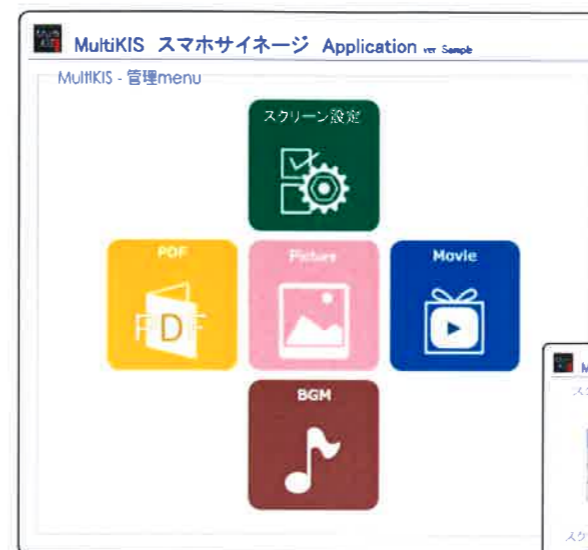 MultiKIS スマホサイネージ Application ver Sample
MultiKIS - 管理menu
スクリーン設定
PDF
Picture
Movie
PDF
BGM